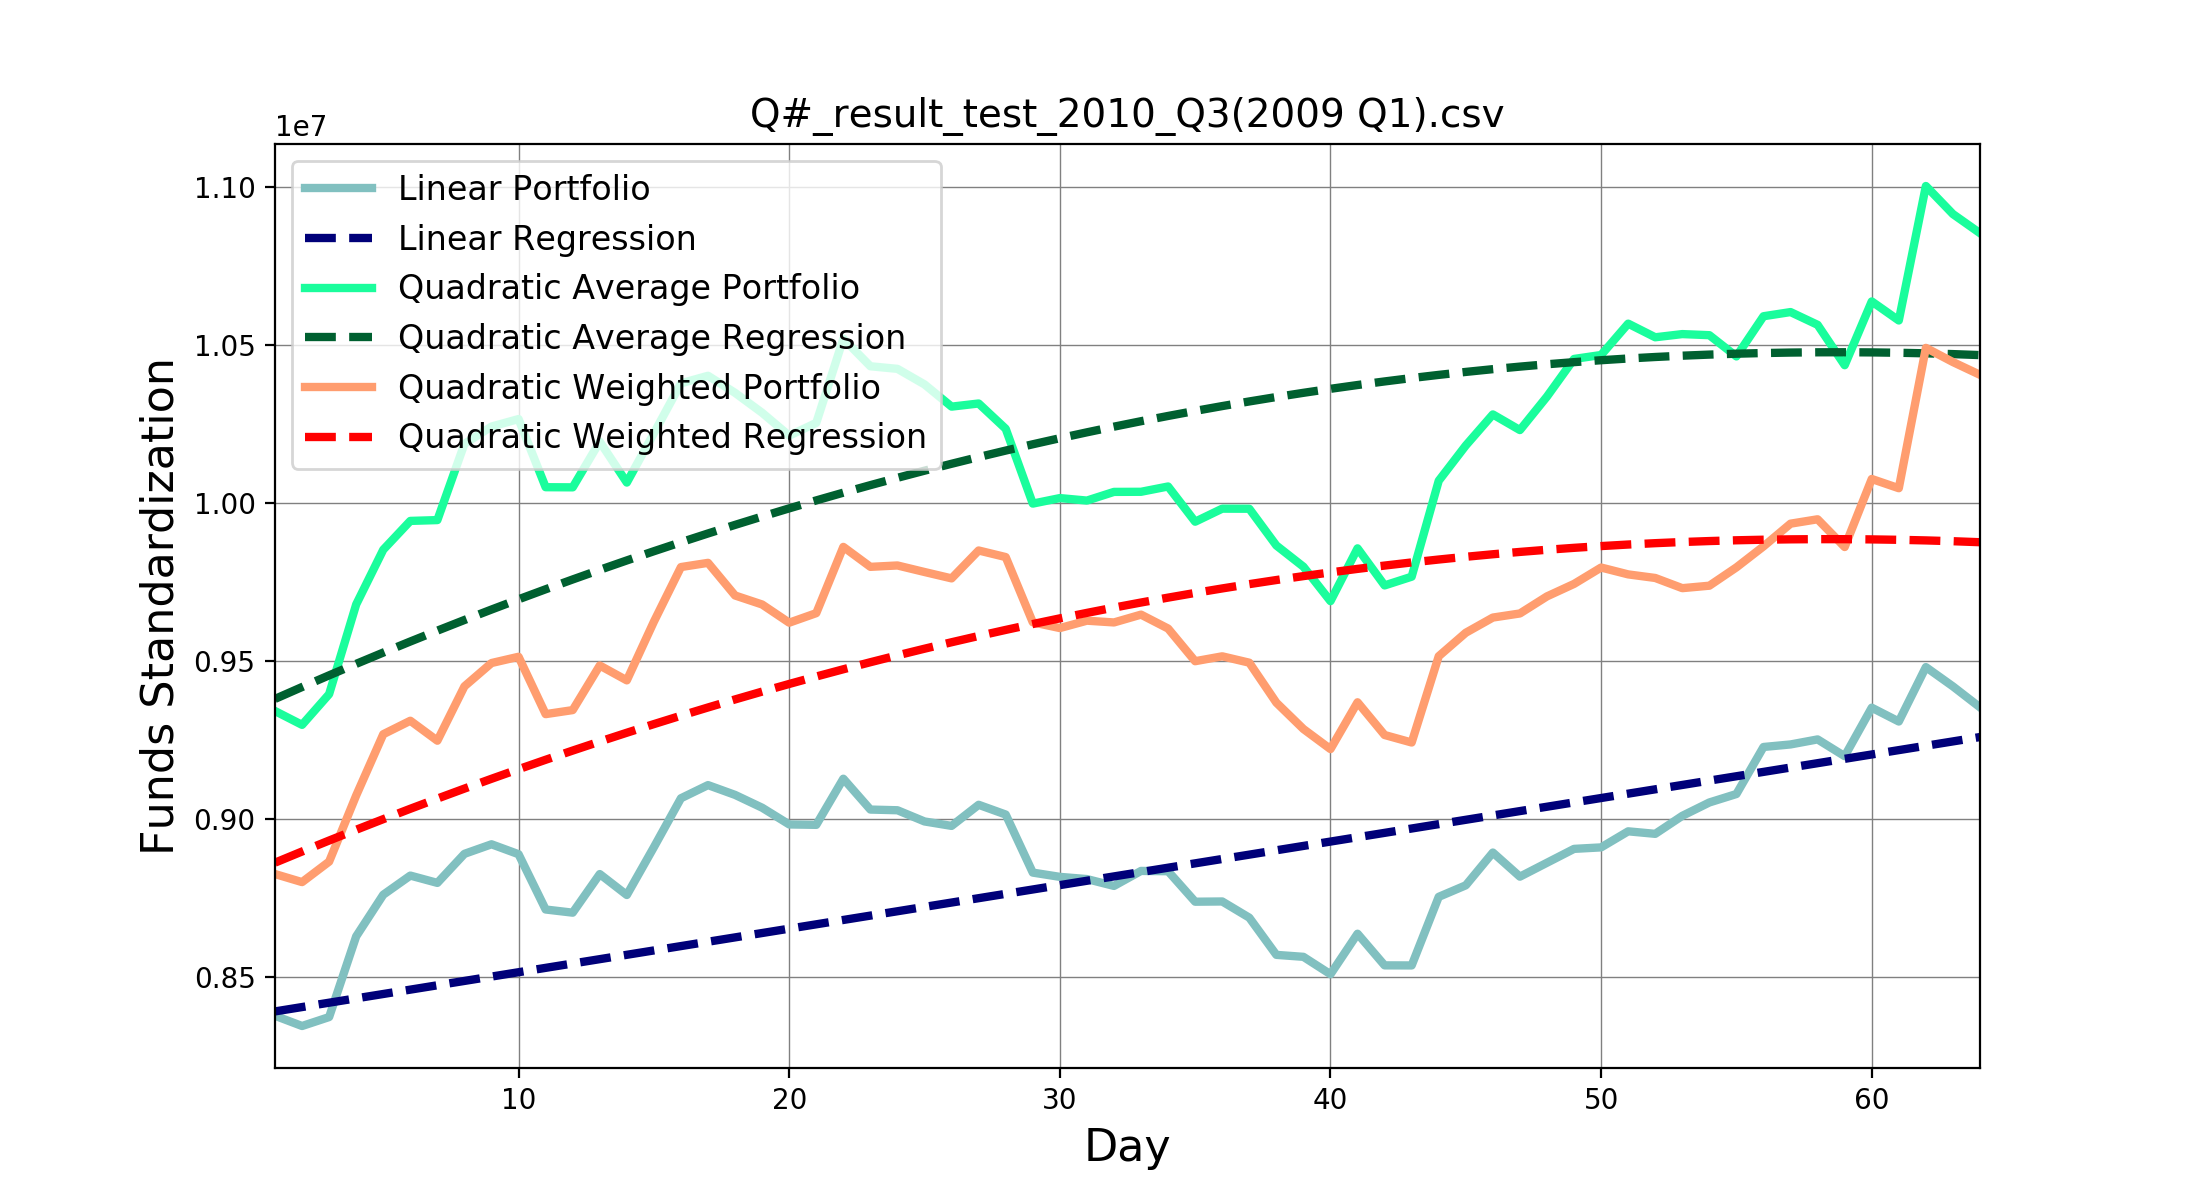 Q#_result_test_2010_Q3(2009 Q1).csv
1e7
Linear Portfolio
Linear Regression
Quadratic Average Portfolio
Quadratic Average Regression
Quadratic Weighted Portfolio
Quadratic Weighted Regression
1.10
1.05
1.00
0.95
0.90
0.85
Funds Standardization
10 20 30 40 50 60
Day